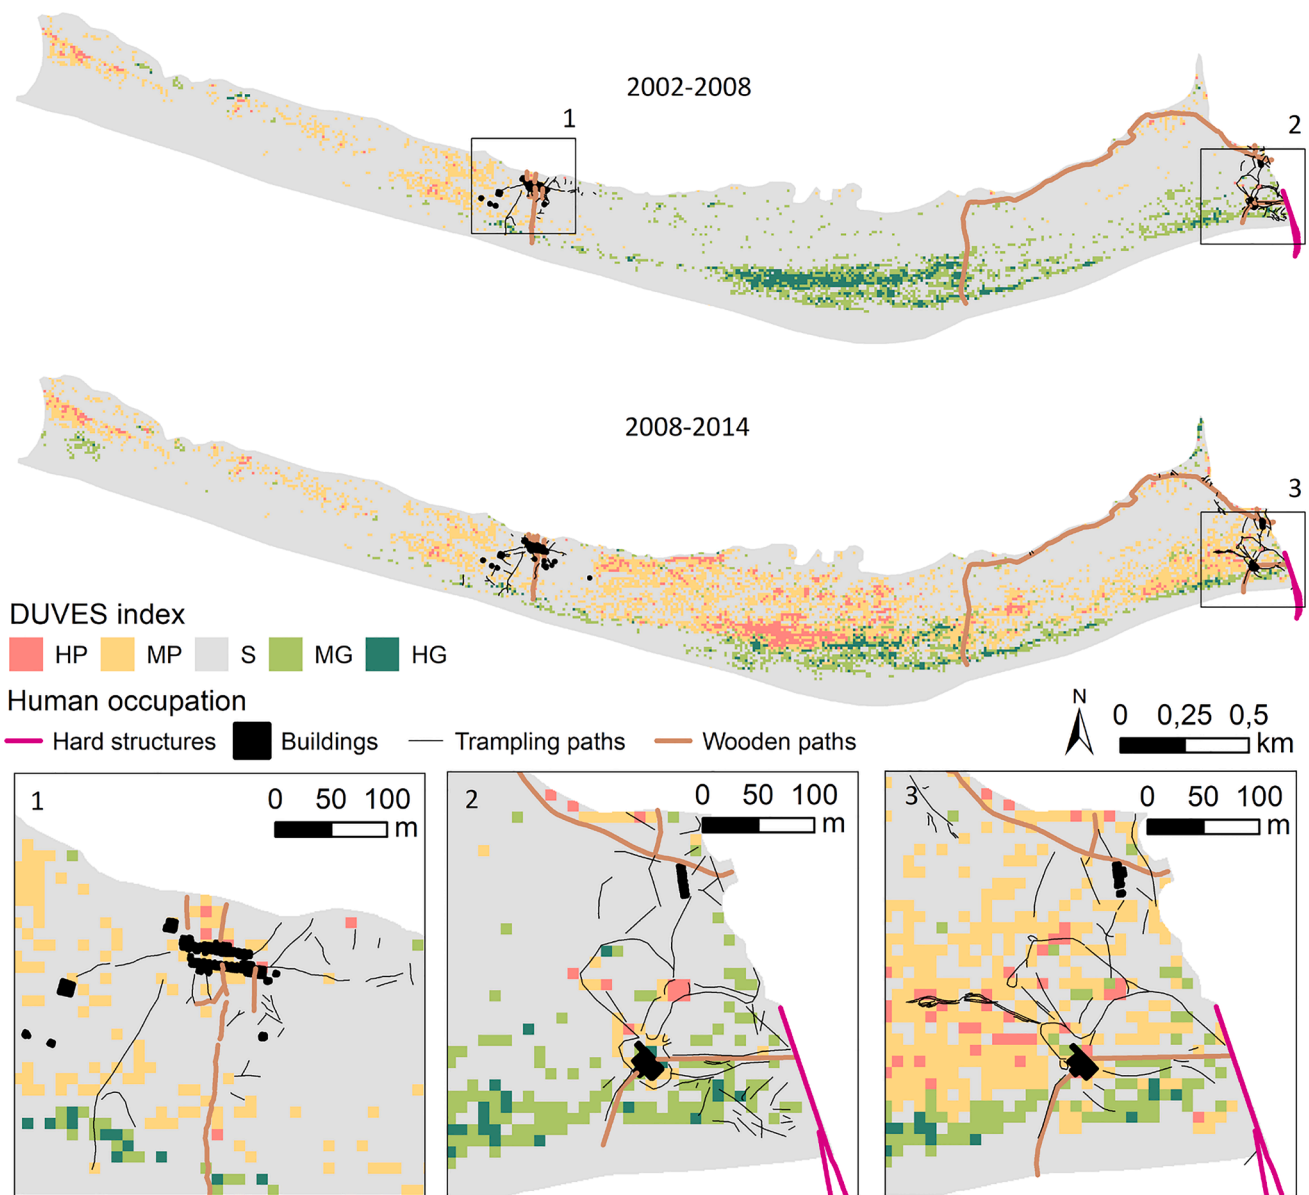 2002-2008
1
2
2008-2014
3
DUVES index
HP MP S MG HG
Human occupation
Hard structures Buildings Trampling paths Wooden paths
N
0 0,25 0,5
km
1
0 50 100
m
2
0 50 100
m
3
0 50 100
m